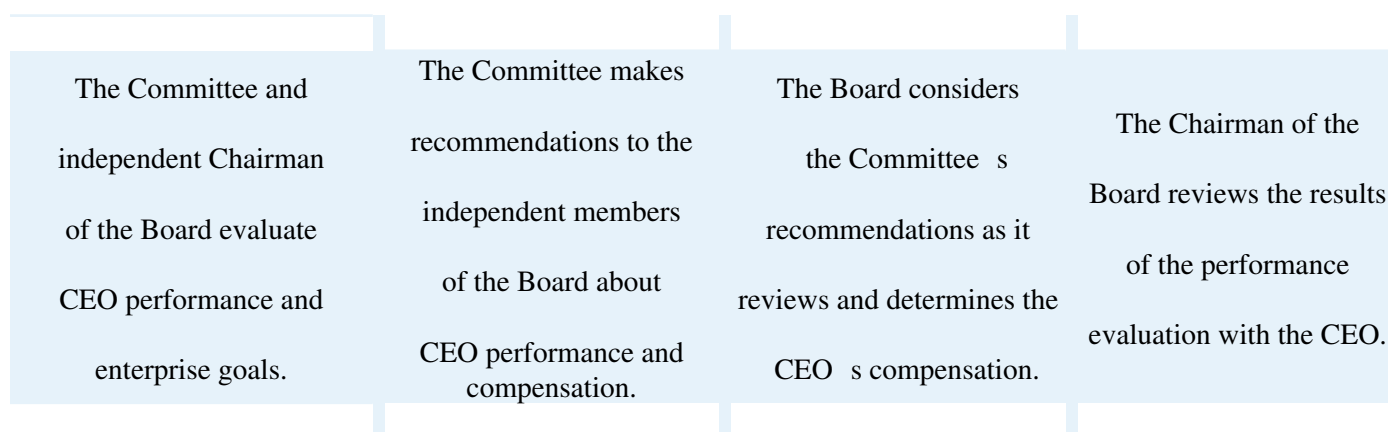 The Committee and
independent Chairman
of the Board evaluate
CEO performance and
enterprise goals.
The Committee makes
recommendations to the
independent members
of the Board about
CEO performance and
compensation.
The Board considers
the Committee s
recommendations as it
reviews and determines the
CEO s compensation.
The Chairman of the
Board reviews the results
of the performance
evaluation with the CEO.